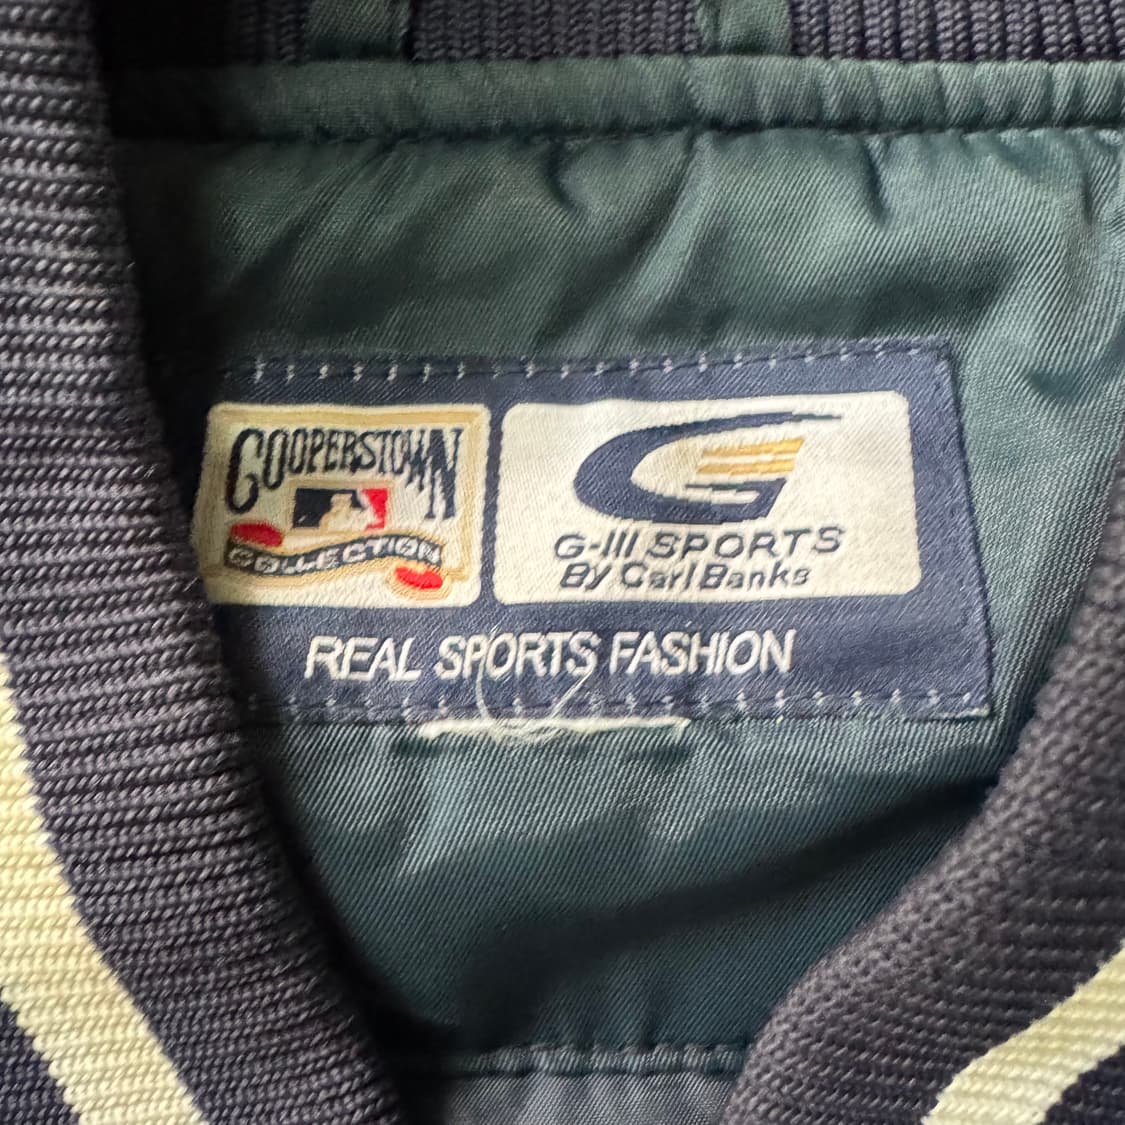 COOPERSTOWN
COLLECTION
G-III SPORTS
By Carl Banks
REAL SPORTS FASHION